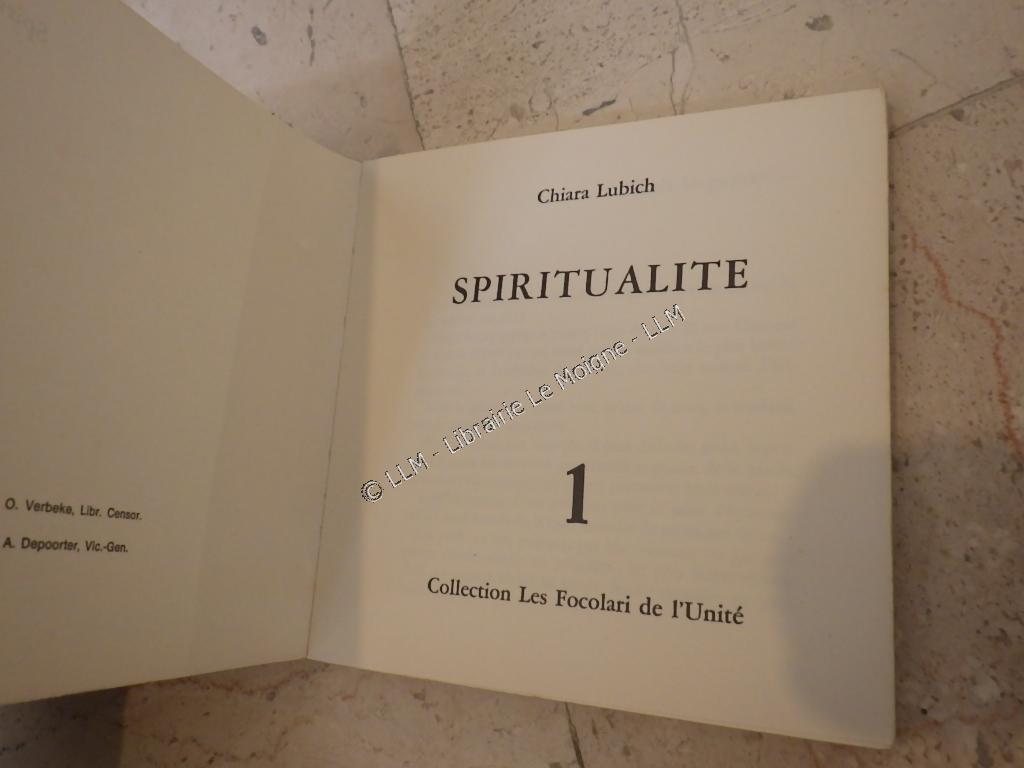 O. Verbeke, Libr. Censor.
A. Depoorter, Vic.-Gen.
Chiara Lubich
SPIRITUALITE
© LLM - Librairie Le Moigne - LLM
1
Collection Les Focolari de l'Unité